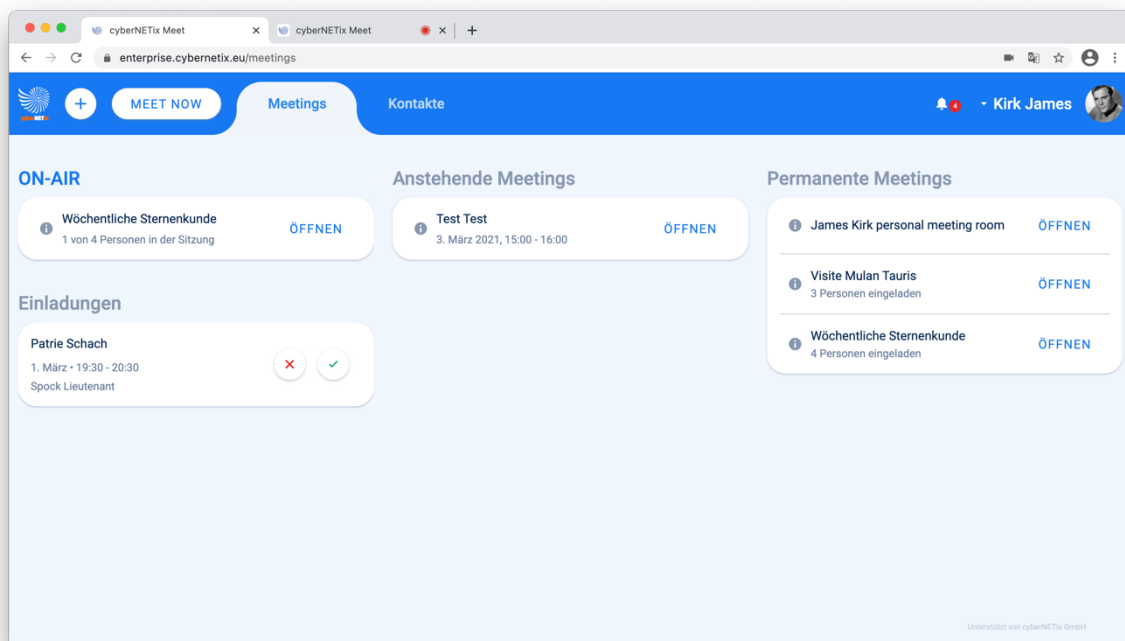 cyberNETix Meet
cyberNETix Meet
enterprise.cybernetix.eu/meetings
cyberNETix
MEET NOW
Meetings
Kontakte
4
Kirk James
ON-AIR
Wöchentliche Sternenkunde
1 von 4 Personen in der Sitzung
ÖFFNEN
Einladungen
Patrie Schach
1. März • 19:30 - 20:30
Spock Lieutenant
Anstehende Meetings
Test Test
3. März 2021, 15:00 - 16:00
ÖFFNEN
Permanente Meetings
James Kirk personal meeting room
ÖFFNEN
Visite Mulan Tauris
3 Personen eingeladen
ÖFFNEN
Wöchentliche Sternenkunde
4 Personen eingeladen
ÖFFNEN
Unterstützt von cyberNETix GmbH